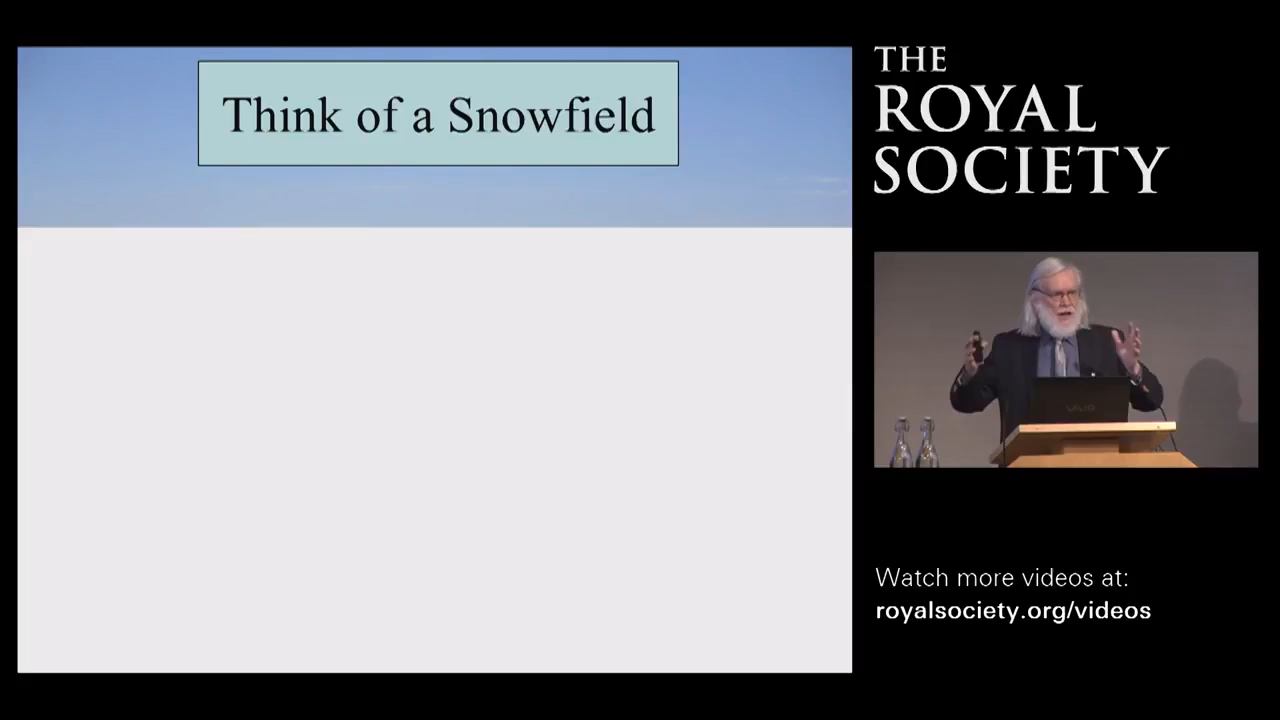 Think of a Snowfield
THE
ROYAL
SOCIETY
Watch more videos at:
royalsociety.org/videos